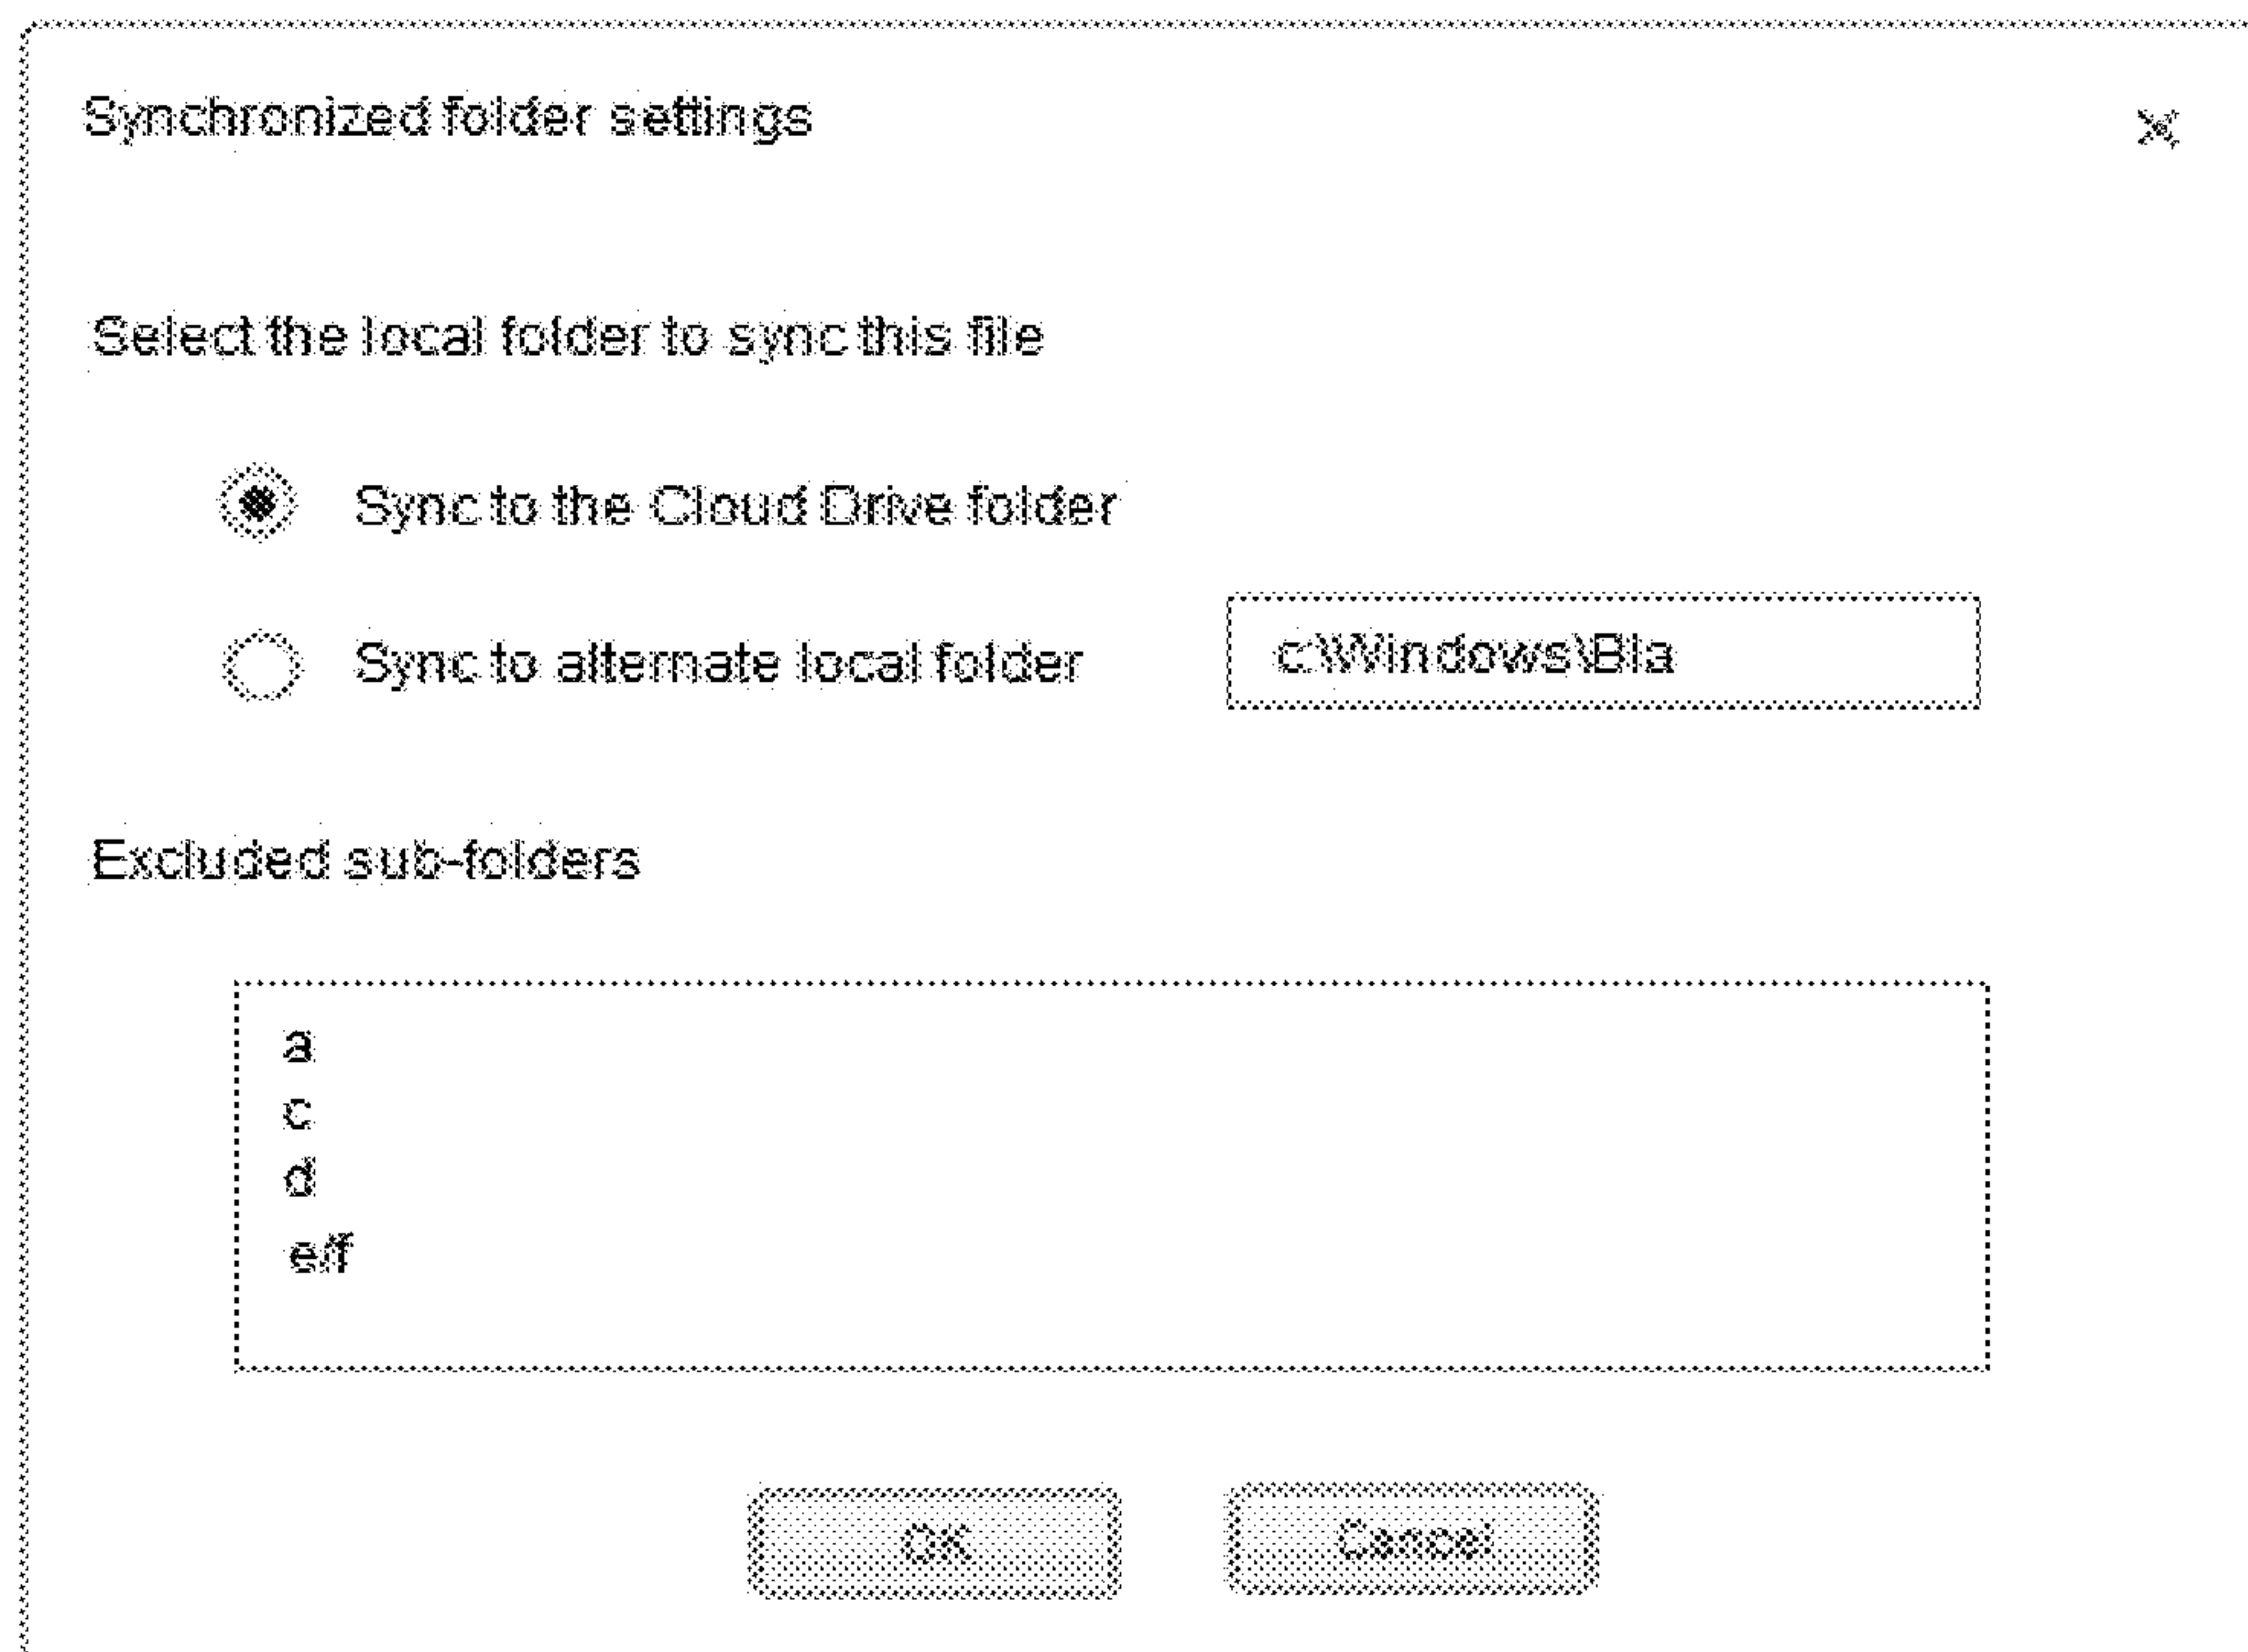 Synchronized folder settings X
Select the local folder to sync this file
Sync to the Cloud Drive folder
Sync to alternate local folder c:\Windows\Bla
Excluded sub-folders
a
c
d
e/f
OK Cancel